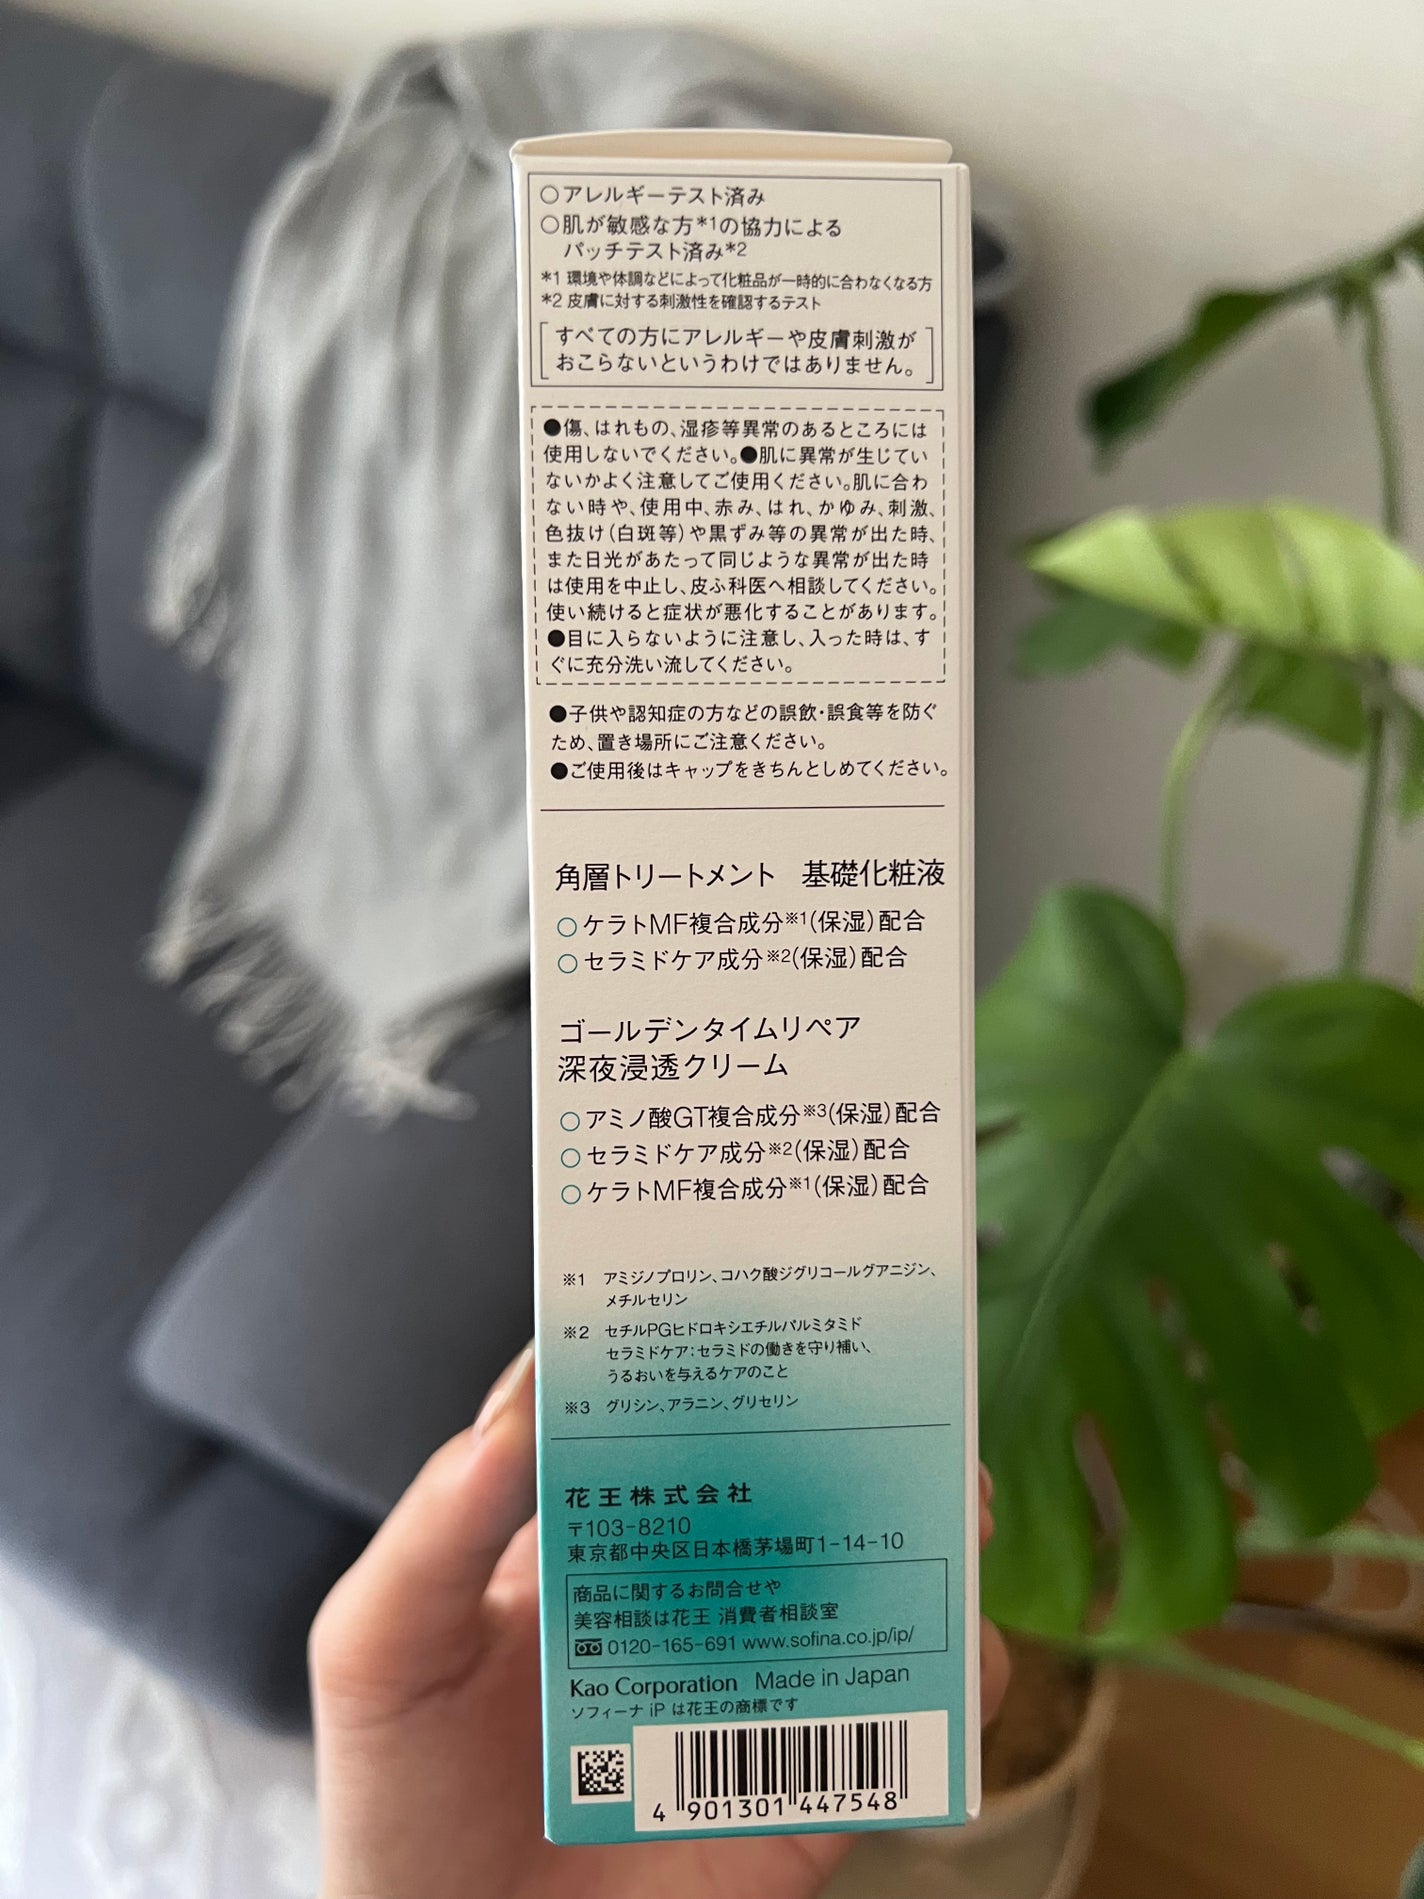 ○アレルギーテスト済み
○肌が敏感な方*1の協力による
パッチテスト済み*2
*1 環境や体調などによって化粧品が一時的に合わなくなる方
*2 皮膚に対する刺激性を確認するテスト
すべての方にアレルギーや皮膚刺激が
おこらないというわけではありません。
●傷、はれもの、湿疹等異常のあるところには
使用しないでください。●肌に異常が生じてい
ないかよく注意してご使用ください。肌に合わ
ない時や、使用中、赤み、はれ、かゆみ、刺激、
色抜け(白斑等)や黒ずみ等の異常が出た時、
また日光があたって同じような異常が出た時
は使用を中止し、皮ふ科医へ相談してください。
使い続けると症状が悪化することがあります。
●目に入らないように注意し、入った時は、す
ぐに充分洗い流してください。
●子供や認知症の方などの誤飲・誤食等を防ぐ
ため、置き場所にご注意ください。
●ご使用後はキャップをきちんとしめてください。
角層トリートメント 基礎化粧液
○ケラトMF複合成分※1(保湿)配合
○セラミドケア成分※2(保湿)配合
ゴールデンタイムリペア
深夜浸透クリーム
○アミノ酸GT複合成分※3(保湿)配合
○セラミドケア成分※2(保湿)配合
○ケラトMF複合成分※1(保湿)配合
※1 アミジノプロリン、コハク酸ジグリコールグアニジン、
メチルセリン
※2 セチルPGヒドロキシエチルパルミタミド
セラミドケア:セラミドの働きを守り補い、
うるおいを与えるケアのこと
※3 グリシン、アラニン、グリセリン
花王株式会社
〒103-8210
東京都中央区日本橋茅場町1-14-10
商品に関するお問合せや
美容相談は花王 消費者相談室
0120-165-691 www.sofina.co.jp/ip/
Kao Corporation Made in Japan
ソフィーナ iP は花王の商標です
4 901301 447548